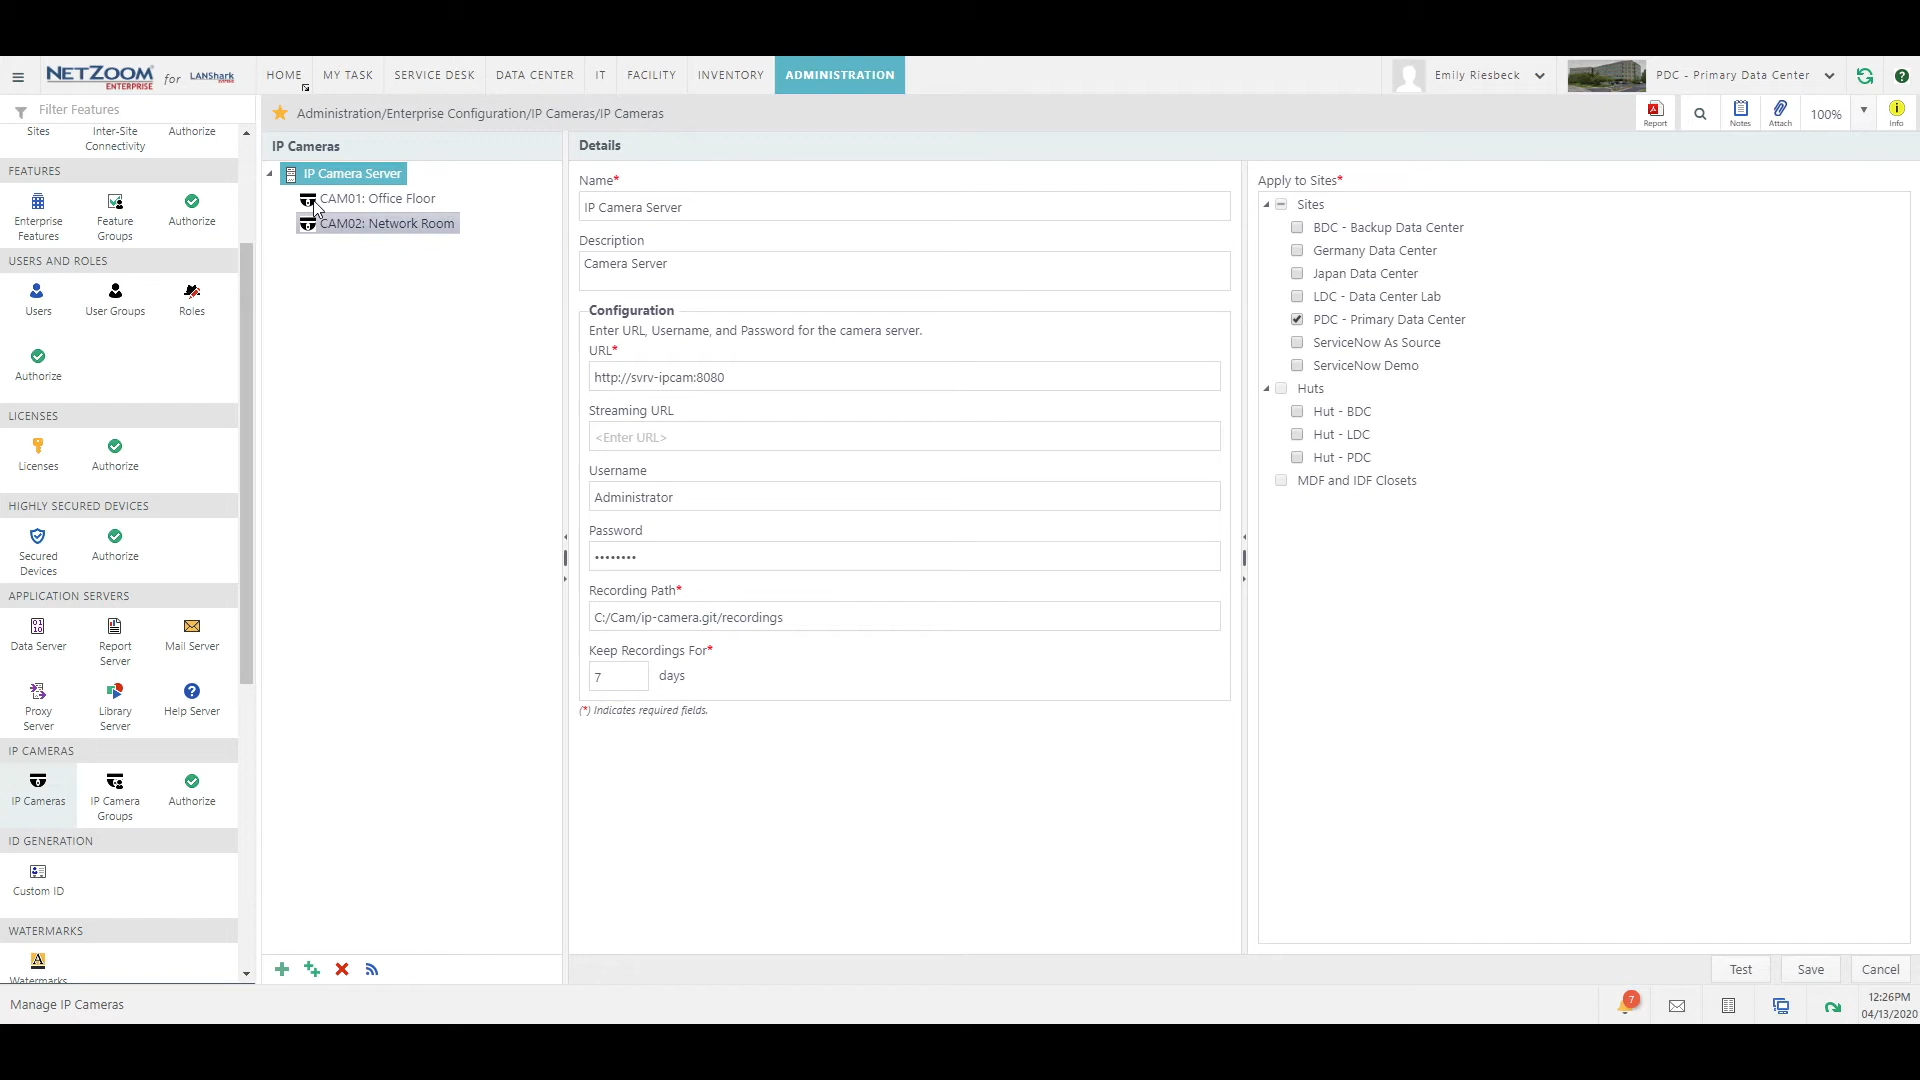 NETZOOM ENTERPRISE for LANShark
HOME
MY TASK
SERVICE DESK
DATA CENTER
IT
FACILITY
INVENTORY
ADMINISTRATION
Emily Riesbeck
PDC - Primary Data Center
?
Filter Features
Administration/Enterprise Configuration/IP Cameras/IP Cameras
Report
Notes
Attach
100%
Info
Sites
Inter-Site
Connectivity
Authorize
FEATURES
Enterprise
Features
Feature
Groups
Authorize
USERS AND ROLES
Users
User Groups
Roles
Authorize
LICENSES
Licenses
Authorize
HIGHLY SECURED DEVICES
Secured
Devices
Authorize
APPLICATION SERVERS
Data Server
Report
Server
Mail Server
Proxy
Server
Library
Server
Help Server
IP CAMERAS
IP Cameras
IP Camera
Groups
Authorize
ID GENERATION
Custom ID
WATERMARKS
Watermarks
IP Cameras
IP Camera Server
CAM01: Office Floor
CAM02: Network Room
Details
Name*
IP Camera Server
Description
Camera Server
Configuration
Enter URL, Username, and Password for the camera server.
URL*
http://svrv-ipcam:8080
Streaming URL
<Enter URL>
Username
Administrator
Password
••••••••
Recording Path*
C:/Cam/ip-camera.git/recordings
Keep Recordings For*
7 days
(*) Indicates required fields.
Apply to Sites*
Sites
BDC - Backup Data Center
Germany Data Center
Japan Data Center
LDC - Data Center Lab
PDC - Primary Data Center
ServiceNow As Source
ServiceNow Demo
Huts
Hut - BDC
Hut - LDC
Hut - PDC
MDF and IDF Closets
Test
Save
Cancel
Manage IP Cameras
7
12:26PM
04/13/2020